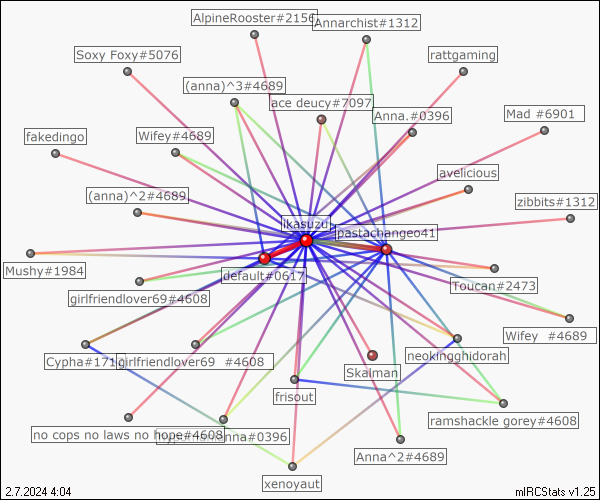 AlpineRooster#2156
Annarchist#1312
Soxy Foxy#5076
rattgaming
(anna)^3#4689
ace deucy#7097
Anna.#0396
Mad #6901
fakedingo
Wifey#4689
avelicious
(anna)^2#4689
zibbits#1312
ikasuzu
pastachangeo41
Mushy#1984
default#0617
Toucan#2473
girlfriendlover69#4608
Wifey #4689
Cypha#171
girlfriendlover69 #4608
Skaiman
neokingghidorah
frisout
ramshackle gorey#4608
no cops no laws no hope#4608
nna#0396
Anna^2#4689
xenoyaut
2.7.2024 4:04
mIRCStats v1.25